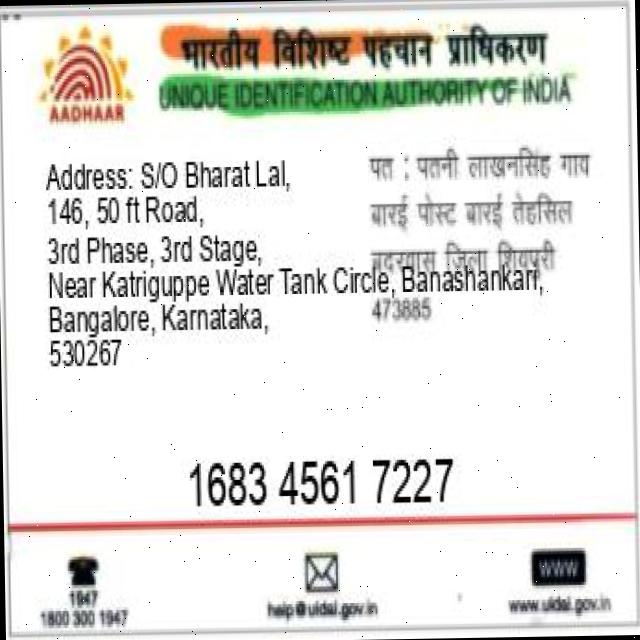 भारतीय विशिष्ट पहचान प्राधिकरण
AADHAAR
UNIQUE IDENTIFICATION AUTHORITY OF INDIA
Address: S/O Bharat Lal,
146, 50 ft Road,
3rd Phase, 3rd Stage,
Near Katriguppe Water Tank Circle, Banashankari,
Bangalore, Karnataka,
530267
पत : पतनी लाखनसिंह गाव
बारई पोस्ट बारई तेहसिल
बदरवास जिला शिवपुरी
473885
1683 4561 7227
1947
1800 300 1947
help@uidai.gov.in
WWW
www.uidai.gov.in